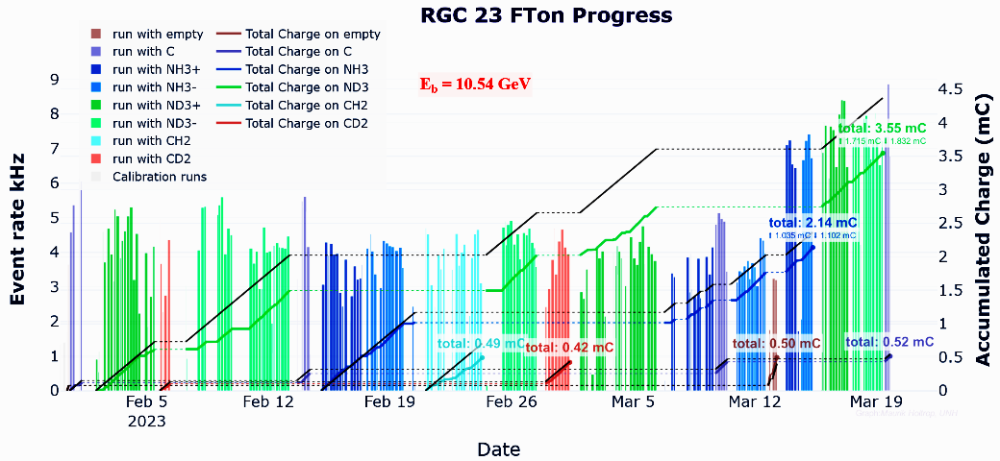 RGC 23 FTon Progress
run with empty
run with C
run with NH3+
run with NH3-
run with ND3+
run with ND3-
run with CH2
run with CD2
Calibration runs
Total Charge on empty
Total Charge on C
Total Charge on NH3
Total Charge on ND3
Total Charge on CH2
Total Charge on CD2
E_b = 10.54 GeV
Event rate kHz
9
8
7
6
5
4
3
2
1
0
4.5
4
3.5
3
2.5
2
1.5
1
0.5
0
Accumulated Charge (mC)
total: 3.55 mC
⬆ 1.715 mC ⬇ 1.832 mC
total: 2.14 mC
⬆ 1.035 mC ⬇ 1.102 mC
total: 0.49 mC
total: 0.42 mC
total: 0.50 mC
total: 0.52 mC
Feb 5
2023
Feb 12
Feb 19
Feb 26
Mar 5
Mar 12
Mar 19
Date